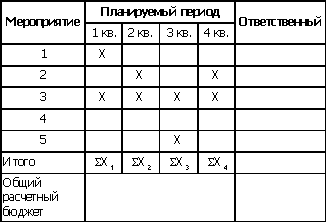 Мероприятие Планируемый период Ответственный
1 кв. 2 кв. 3 кв. 4 кв.
1 X
2 X X
3 X X X X
4
5 X
Итого ΣX1 ΣX2 ΣX3 ΣX4
Общий
расчетный
бюджет